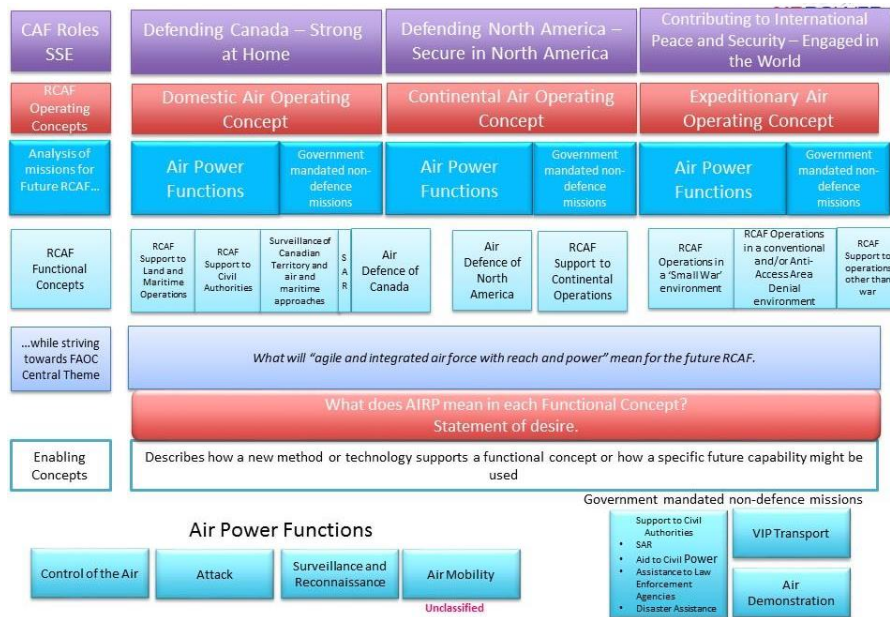 CAF Roles
SSE
Defending Canada – Strong
at Home
Defending North America –
Secure in North America
Contributing to International
Peace and Security – Engaged in
the World
RCAF
Operating
Concepts
Domestic Air Operating
Concept
Continental Air Operating
Concept
Expeditionary Air
Operating Concept
Analysis of
missions for
Future RCAF…
Air Power
Functions
Government
mandated non-
defence
missions
Air Power
Functions
Government
mandated non-
defence
missions
Air Power
Functions
Government
mandated non-
defence
missions
RCAF
Functional
Concepts
RCAF
Support to
Land and
Maritime
Operations
RCAF
Support to
Civil
Authorities
Surveillance of
Canadian
Territory and
air and
maritime
approaches
S
A
R
Air
Defence of
Canada
Air
Defence of
North
America
RCAF
Support to
Continental
Operations
RCAF
Operations in
a 'Small War'
environment
RCAF Operations
in a conventional
and/or Anti-
Access Area
Denial
environment
RCAF
Support to
operations
other than
war
…while striving
towards FAOC
Central Theme
What will “agile and integrated air force with reach and power” mean for the future RCAF.
What does AIRP mean in each Functional Concept?
Statement of desire.
Enabling
Concepts
Describes how a new method or technology supports a functional concept or how a specific future capability might be
used
Government mandated non-defence missions
Air Power Functions
Control of the Air
Attack
Surveillance and
Reconnaissance
Air Mobility
Unclassified
Support to Civil
Authorities
• SAR
• Aid to Civil Power
• Assistance to Law
Enforcement
Agencies
• Disaster Assistance
VIP Transport
Air
Demonstration